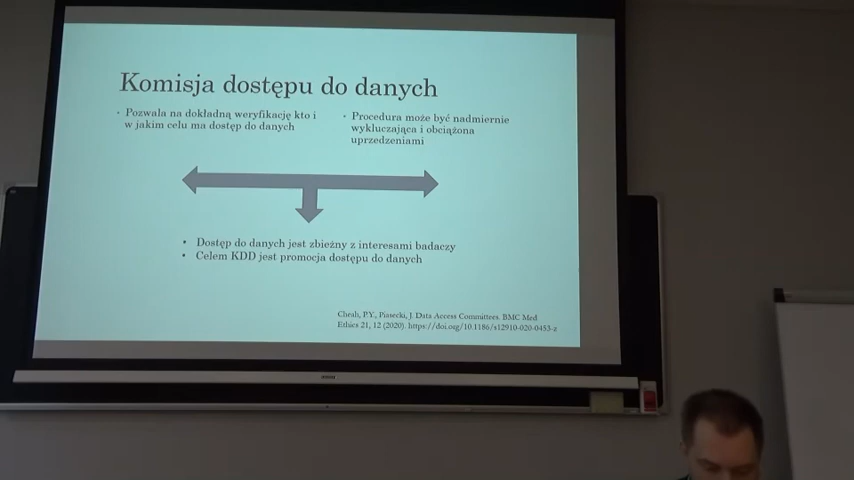 Komisja dostępu do danych
• Pozwala na dokładną weryfikację kto i
w jakim celu ma dostęp do danych
• Procedura może być nadmiernie
wykluczająca i obciążona
uprzedzeniami
• Dostęp do danych jest zbieżny z interesami badaczy
• Celem KDD jest promocja dostępu do danych
Cheah, P.Y., Piasecki, J. Data Access Committees. BMC Med
Ethics 21, 12 (2020). https://doi.org/10.1186/s12910-020-0453-z